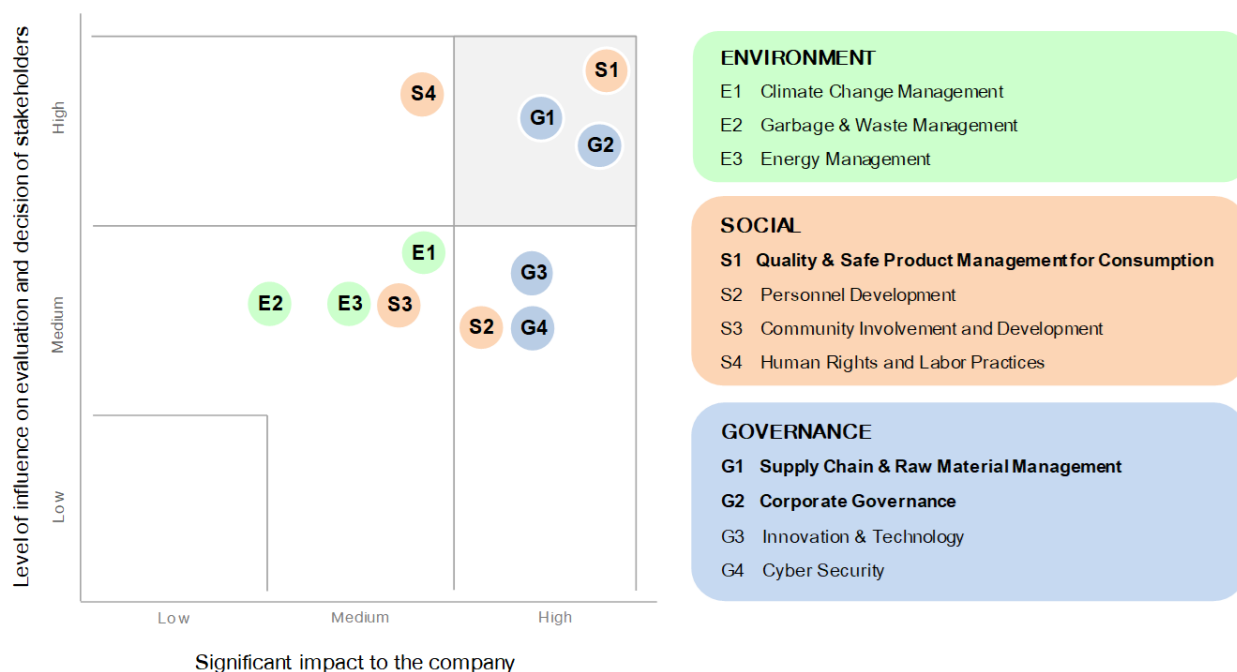 Level of influence on evaluation and decision of stakeholders
High
Medium
Low
S1
S4
G1
G2
E1
G3
E2
E3
S3
S2
G4
Low
Medium
High
Significant impact to the company
ENVIRONMENT
E1 Climate Change Management
E2 Garbage & Waste Management
E3 Energy Management
SOCIAL
S1 Quality & Safe Product Management for Consumption
S2 Personnel Development
S3 Community Involvement and Development
S4 Human Rights and Labor Practices
GOVERNANCE
G1 Supply Chain & Raw Material Management
G2 Corporate Governance
G3 Innovation & Technology
G4 Cyber Security